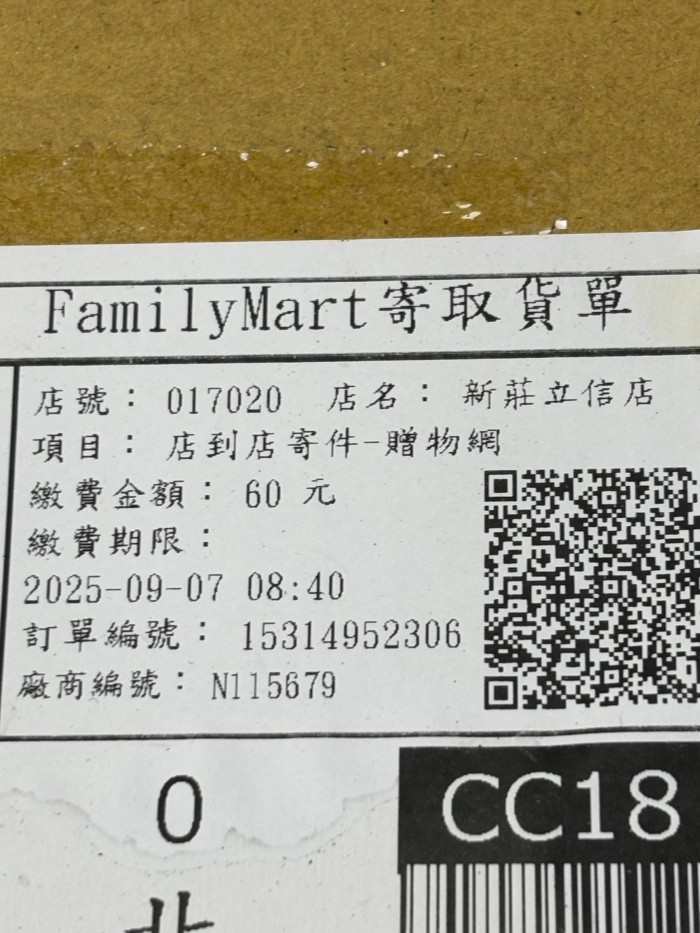 FamilyMart寄取貨單
店號： 017020 店名： 新莊立信店
項目： 店到店寄件-贈物網
繳費金額： 60 元
繳費期限：
2025-09-07 08:40
訂單編號： 15314952306
廠商編號： N115679
0
CC18